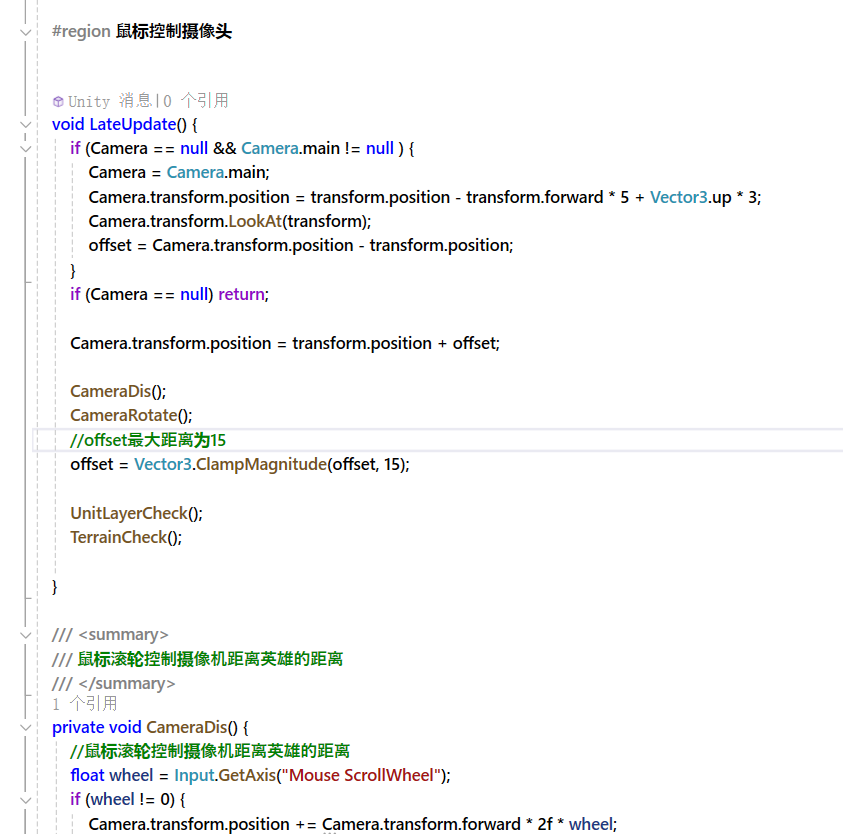 #region 鼠标控制摄像头
Unity 消息|0 个引用
void LateUpdate() {
if (Camera == null && Camera.main != null ) {
Camera = Camera.main;
Camera.transform.position = transform.position - transform.forward * 5 + Vector3.up * 3;
Camera.transform.LookAt(transform);
offset = Camera.transform.position - transform.position;
}
if (Camera == null) return;
Camera.transform.position = transform.position + offset;
CameraDis();
CameraRotate();
//offset最大距离为15
offset = Vector3.ClampMagnitude(offset, 15);
UnitLayerCheck();
TerrainCheck();
}
/// <summary>
/// 鼠标滚轮控制摄像机距离英雄的距离
/// </summary>
1 个引用
private void CameraDis() {
//鼠标滚轮控制摄像机距离英雄的距离
float wheel = Input.GetAxis("Mouse ScrollWheel");
if (wheel != 0) {
Camera.transform.position += Camera.transform.forward * 2f * wheel;